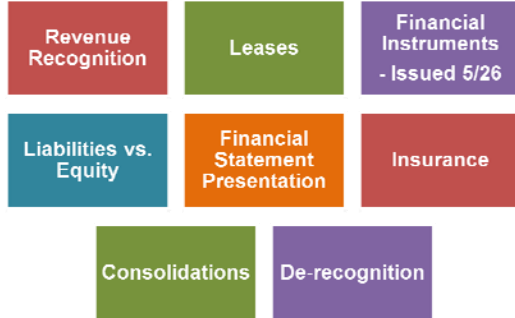 Revenue
Recognition
Leases
Financial
Instruments
- Issued 5/26
Liabilities vs.
Equity
Financial
Statement
Presentation
Insurance
Consolidations
De-recognition